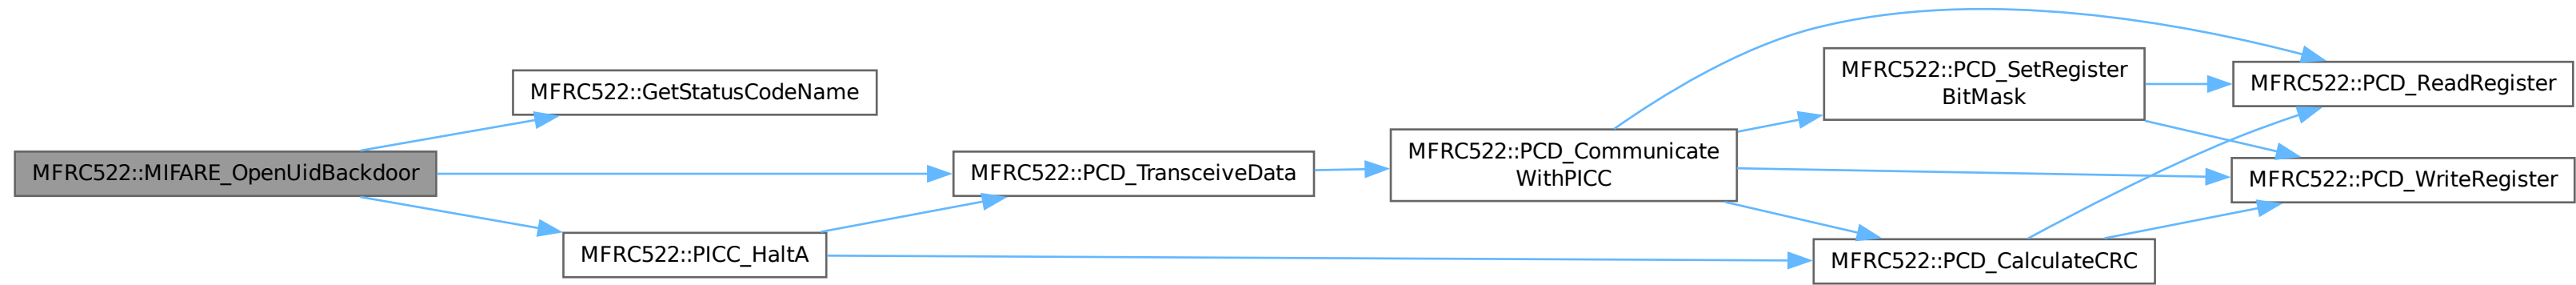 MFRC522::MIFARE_OpenUidBackdoor
MFRC522::GetStatusCodeName
MFRC522::PCD_TransceiveData
MFRC522::PICC_HaltA
MFRC522::PCD_Communicate
WithPICC
MFRC522::PCD_SetRegister
BitMask
MFRC522::PCD_CalculateCRC
MFRC522::PCD_ReadRegister
MFRC522::PCD_WriteRegister